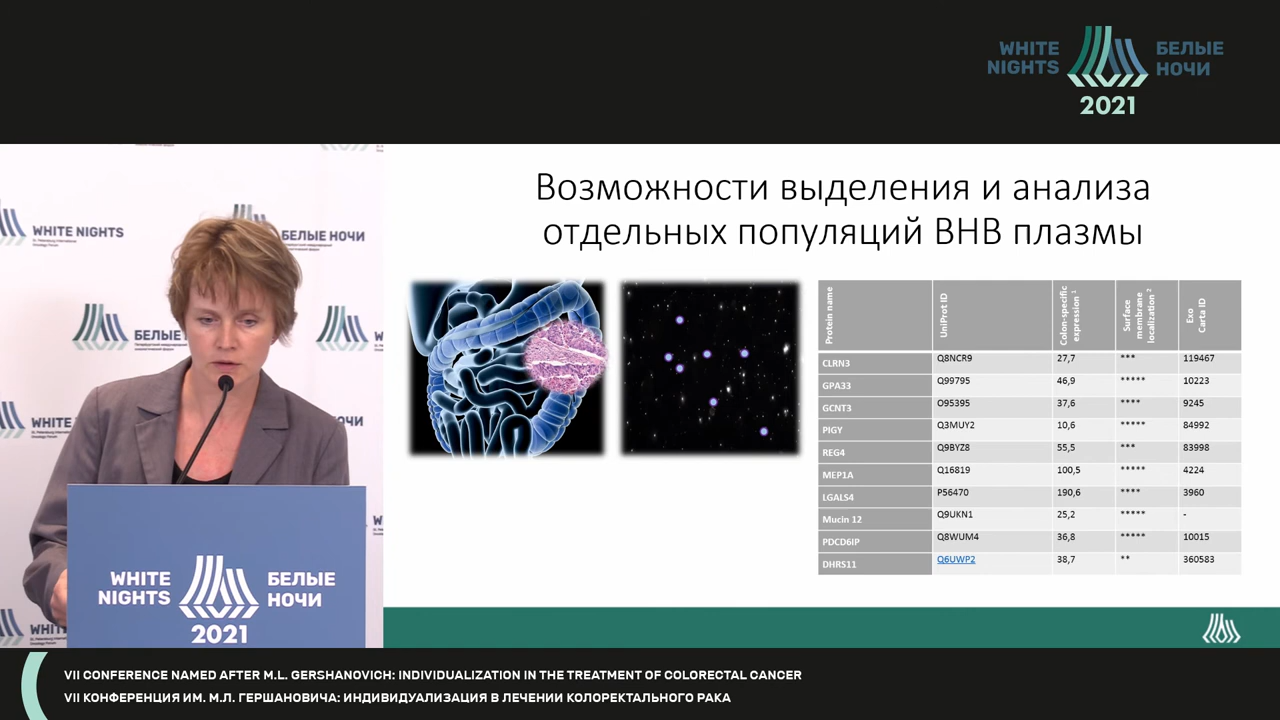 WHITE
NIGHTS
БЕЛЫЕ
НОЧИ
2021
WHITE NIGHTS
БЕЛЫЕ НОЧИ
БЕЛЫЕ
WHITE
WHITE
NIGHTS
БЕЛЫЕ
НОЧИ
2021
Возможности выделения и анализа
отдельных популяций ВНВ плазмы
Protein name UniProt ID Colon-specific expression 1 Surface membrane localization 2 Exo Carta ID
CLRN3 Q8NCR9 27,7 *** 119467
GPA33 Q99795 46,9 ***** 10223
GCNT3 O95395 37,6 **** 9245
PIGY Q3MUY2 10,6 ***** 84992
REG4 Q9BYZ8 55,5 *** 83998
MEP1A Q16819 100,5 ***** 4224
LGALS4 P56470 190,6 **** 3960
Mucin 12 Q9UKN1 25,2 ***** -
PDCD6IP Q8WUM4 36,8 ***** 10015
DHRS11 Q6UWP2 38,7 ** 360583
VII CONFERENCE NAMED AFTER M.L. GERSHANOVICH: INDIVIDUALIZATION IN THE TREATMENT OF COLORECTAL CANCER
VII КОНФЕРЕНЦИЯ ИМ. М.Л. ГЕРШАНОВИЧА: ИНДИВИДУАЛИЗАЦИЯ В ЛЕЧЕНИИ КОЛОРЕКТАЛЬНОГО РАКА